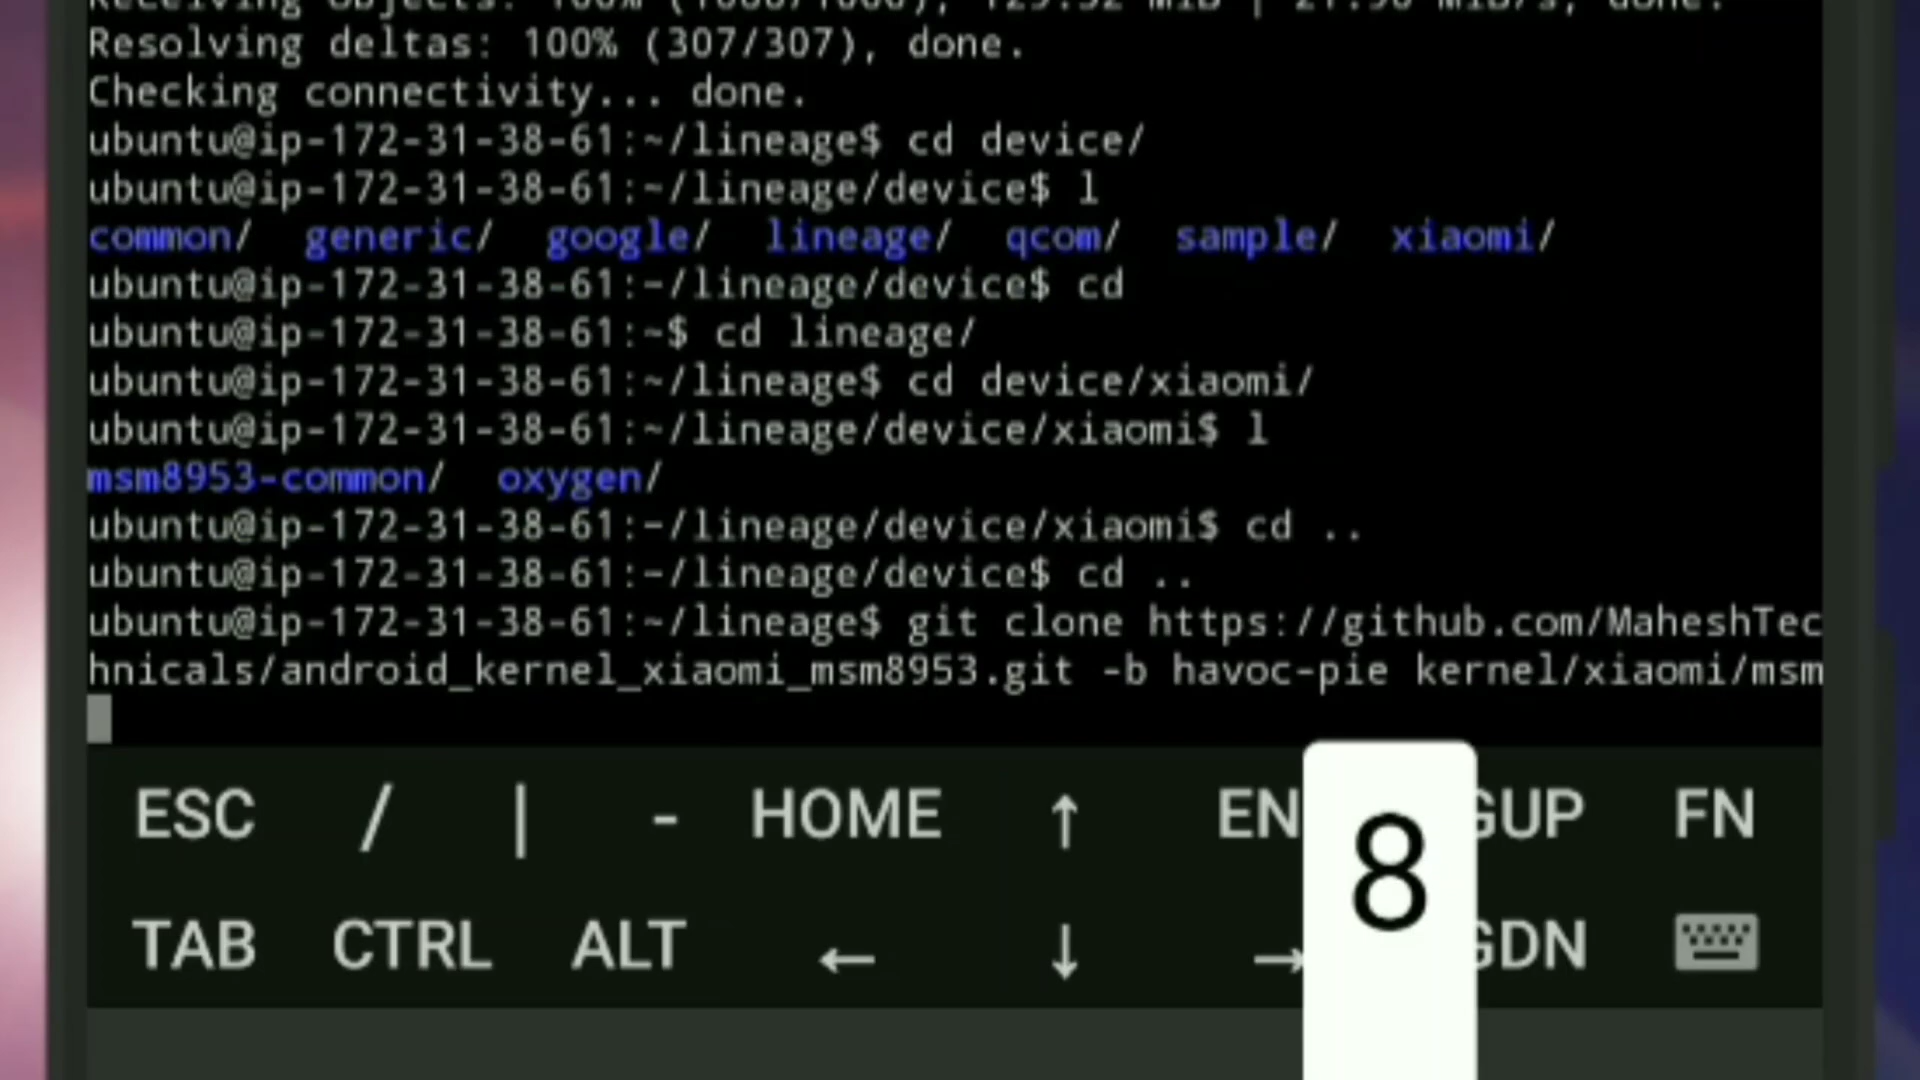 Resolving deltas: 100% (307/307), done.
Checking connectivity... done.
ubuntu@ip-172-31-38-61:~/lineage$ cd device/
ubuntu@ip-172-31-38-61:~/lineage/device$ l
common/  generic/  google/  lineage/  qcom/  sample/  xiaomi/
ubuntu@ip-172-31-38-61:~/lineage/device$ cd
ubuntu@ip-172-31-38-61:~$ cd lineage/
ubuntu@ip-172-31-38-61:~/lineage$ cd device/xiaomi/
ubuntu@ip-172-31-38-61:~/lineage/device/xiaomi$ l
msm8953-common/  oxygen/
ubuntu@ip-172-31-38-61:~/lineage/device/xiaomi$ cd ..
ubuntu@ip-172-31-38-61:~/lineage/device$ cd ..
ubuntu@ip-172-31-38-61:~/lineage$ git clone https://github.com/MaheshTec
hnicals/android_kernel_xiaomi_msm8953.git -b havoc-pie kernel/xiaomi/msm
ESC / | - HOME ↑ EN GUP FN
8
TAB CTRL ALT ← ↓ → GDN